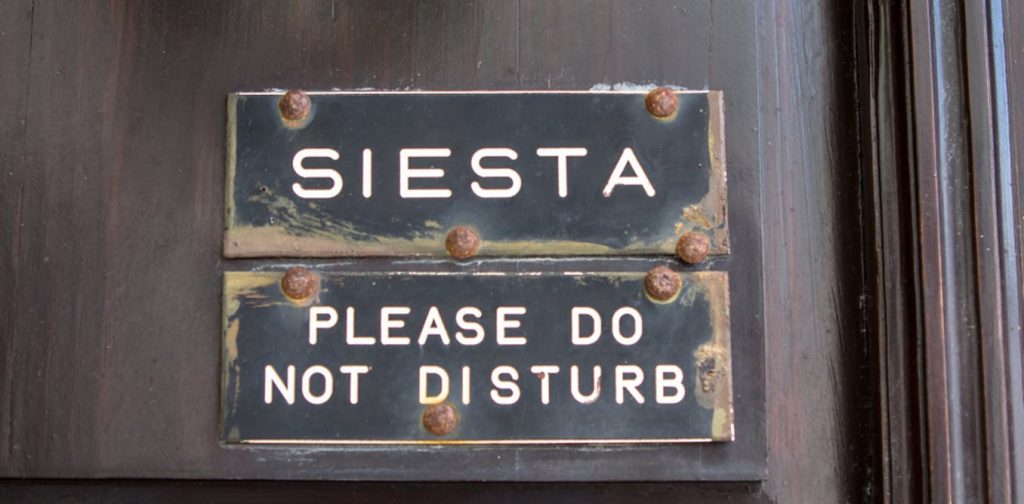 SIESTA
PLEASE DO
NOT DISTURB